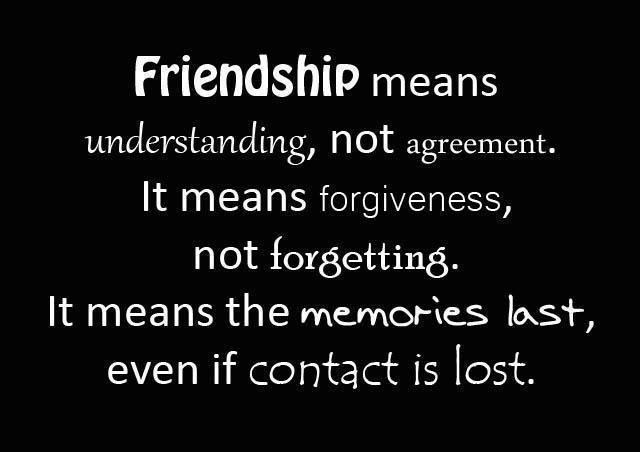 Friendship means
understanding, not agreement.
It means forgiveness,
not forgetting.
It means the memories last,
even if contact is lost.